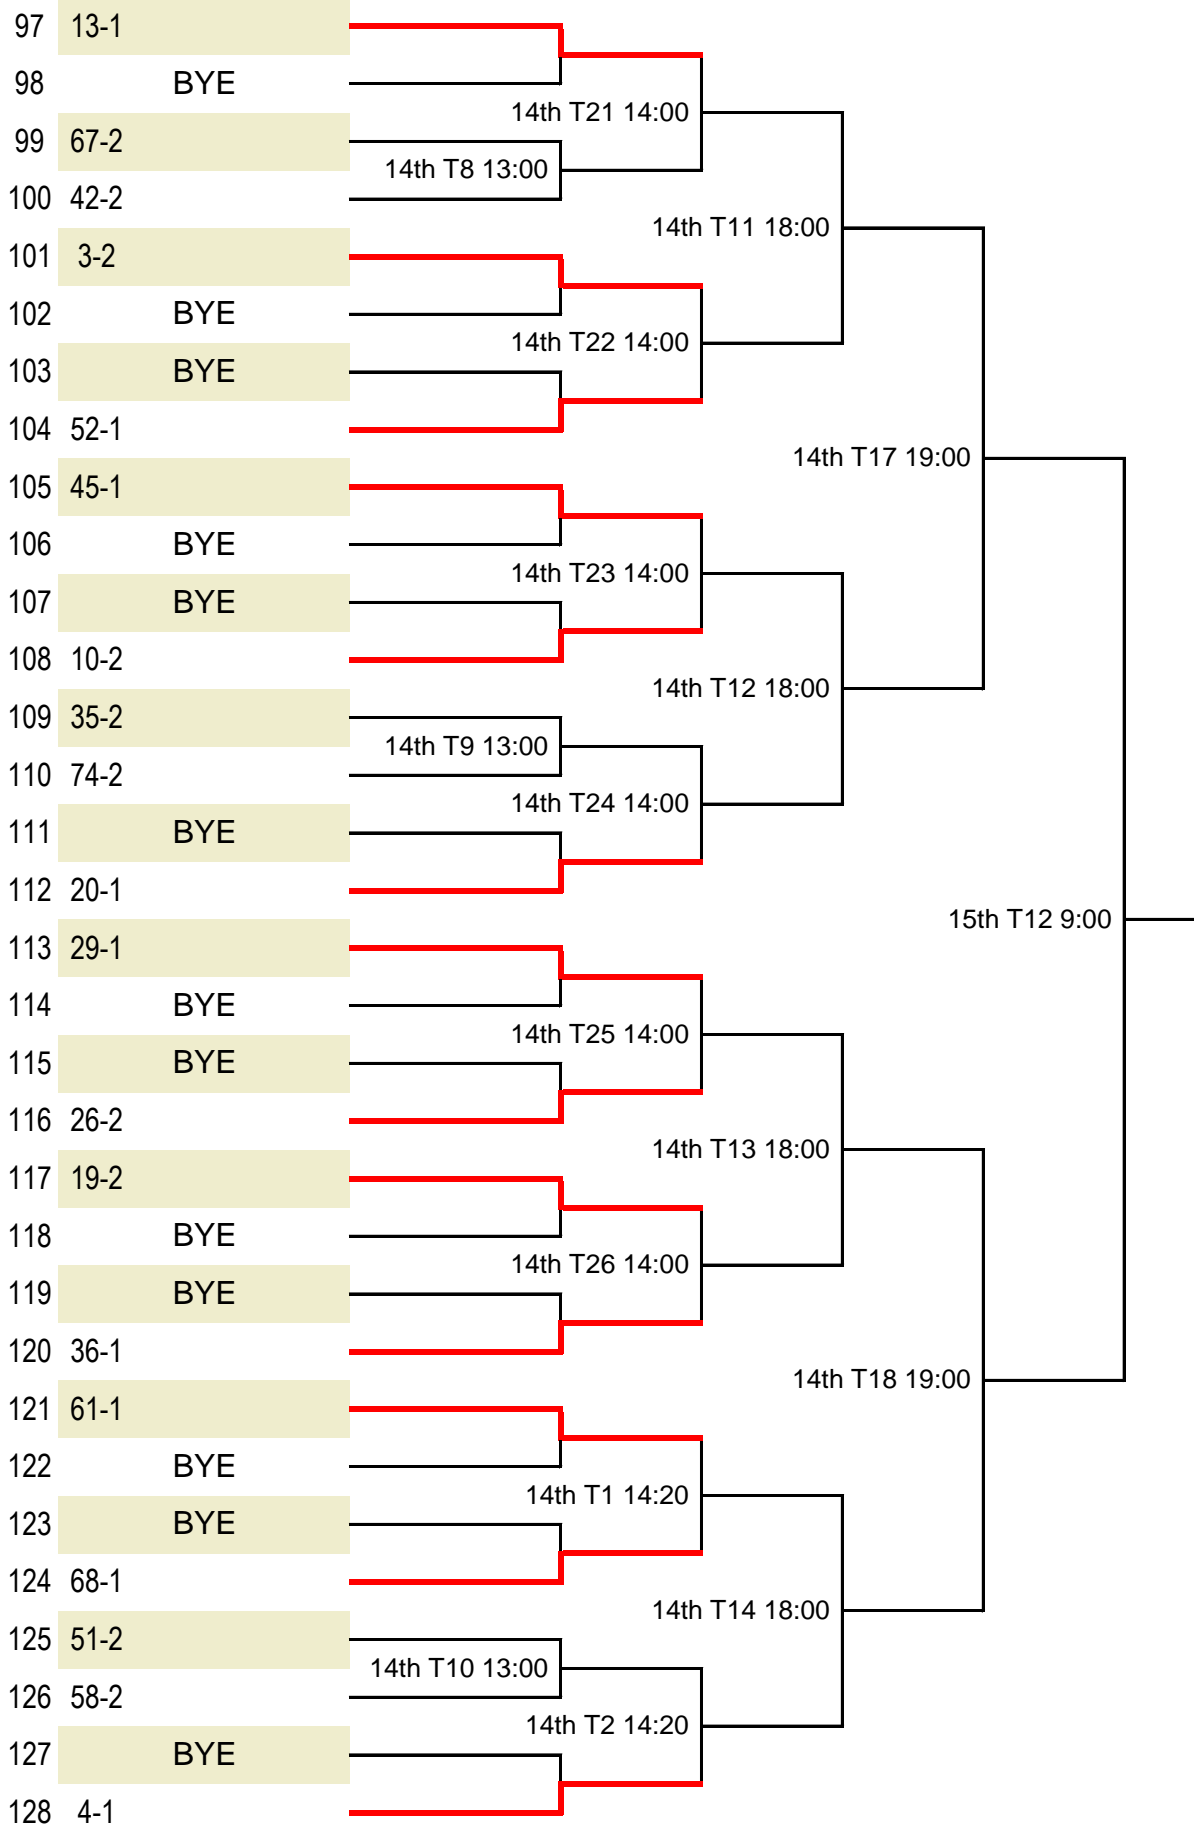 97 13-1
98 BYE
14th T21 14:00
99 67-2
14th T8 13:00
100 42-2
14th T11 18:00
101 3-2
102 BYE
14th T22 14:00
103 BYE
104 52-1
14th T17 19:00
105 45-1
106 BYE
14th T23 14:00
107 BYE
108 10-2
14th T12 18:00
109 35-2
14th T9 13:00
110 74-2
14th T24 14:00
111 BYE
112 20-1
15th T12 9:00
113 29-1
114 BYE
14th T25 14:00
115 BYE
116 26-2
14th T13 18:00
117 19-2
118 BYE
14th T26 14:00
119 BYE
120 36-1
14th T18 19:00
121 61-1
122 BYE
14th T1 14:20
123 BYE
124 68-1
14th T14 18:00
125 51-2
14th T10 13:00
126 58-2
14th T2 14:20
127 BYE
128 4-1